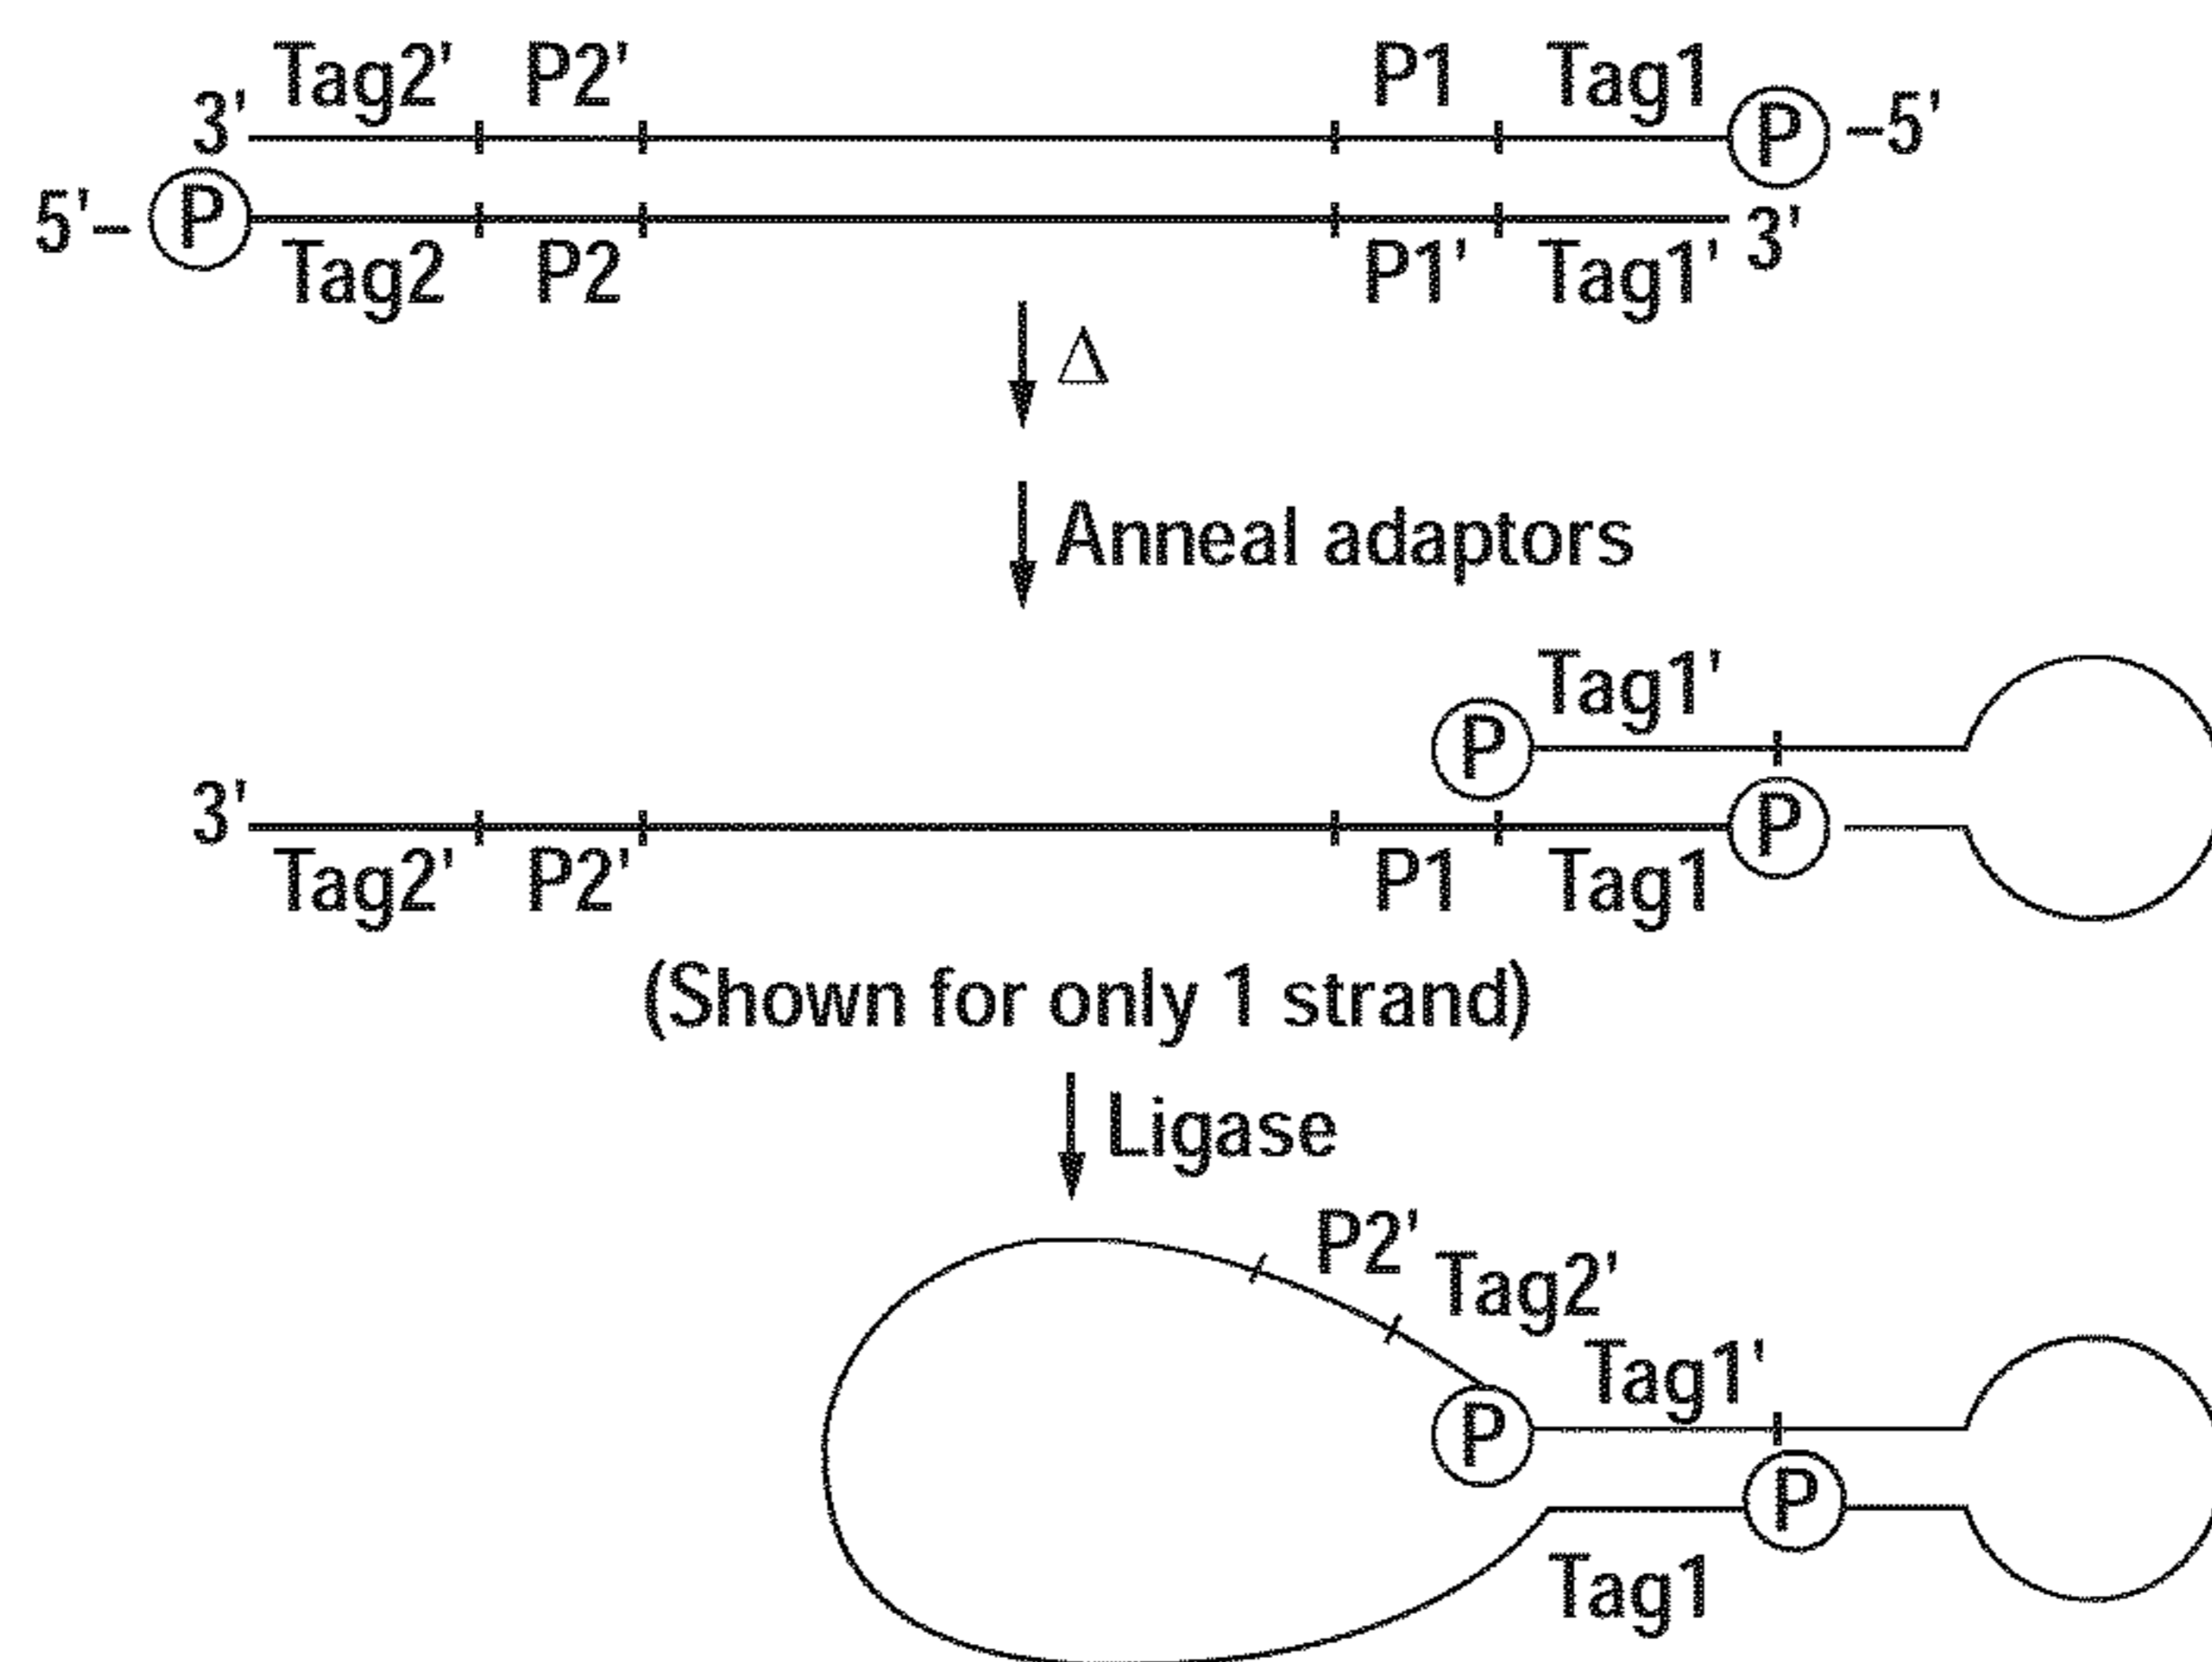 Tag2' P2' P1 Tag1
3' P –5'
5'– P 3'
Tag2 P2 P1' Tag1'
Δ
Anneal adaptors
Tag1'
P
3' P
Tag2' P2' P1 Tag1
(Shown for only 1 strand)
Ligase
P2'
Tag2'
Tag1'
P
P
Tag1